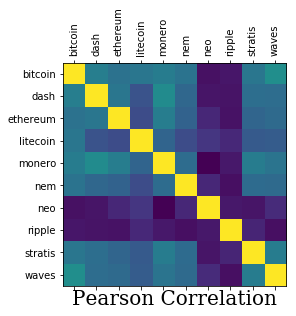 bitcoin dash ethereum litecoin monero nem neo ripple stratis waves
bitcoin
dash
ethereum
litecoin
monero
nem
neo
ripple
stratis
waves
Pearson Correlation